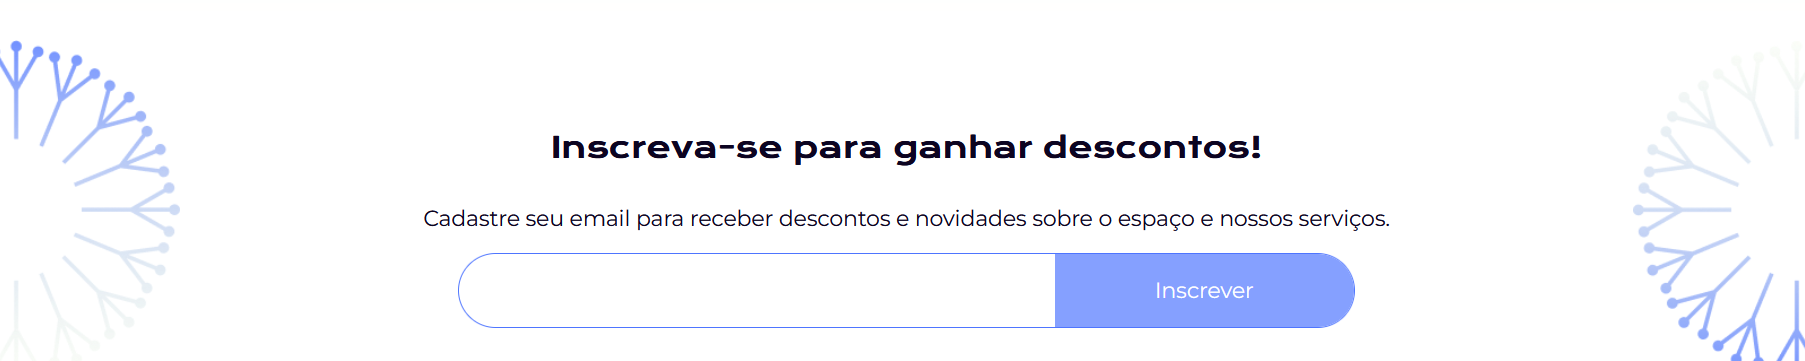 Inscreva-se para ganhar descontos!
Cadastre seu email para receber descontos e novidades sobre o espaço e nossos serviços.
Inscrever